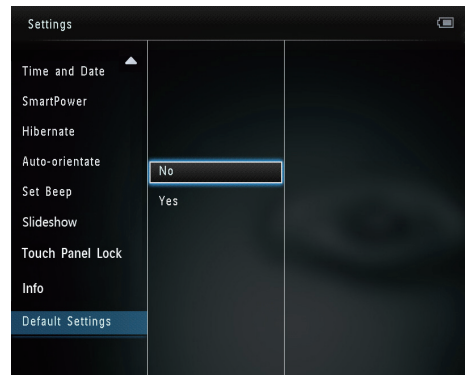 Settings
Time and Date
SmartPower
Hibernate
Auto-orientate
Set Beep
Slideshow
Touch Panel Lock
Info
Default Settings
No
Yes